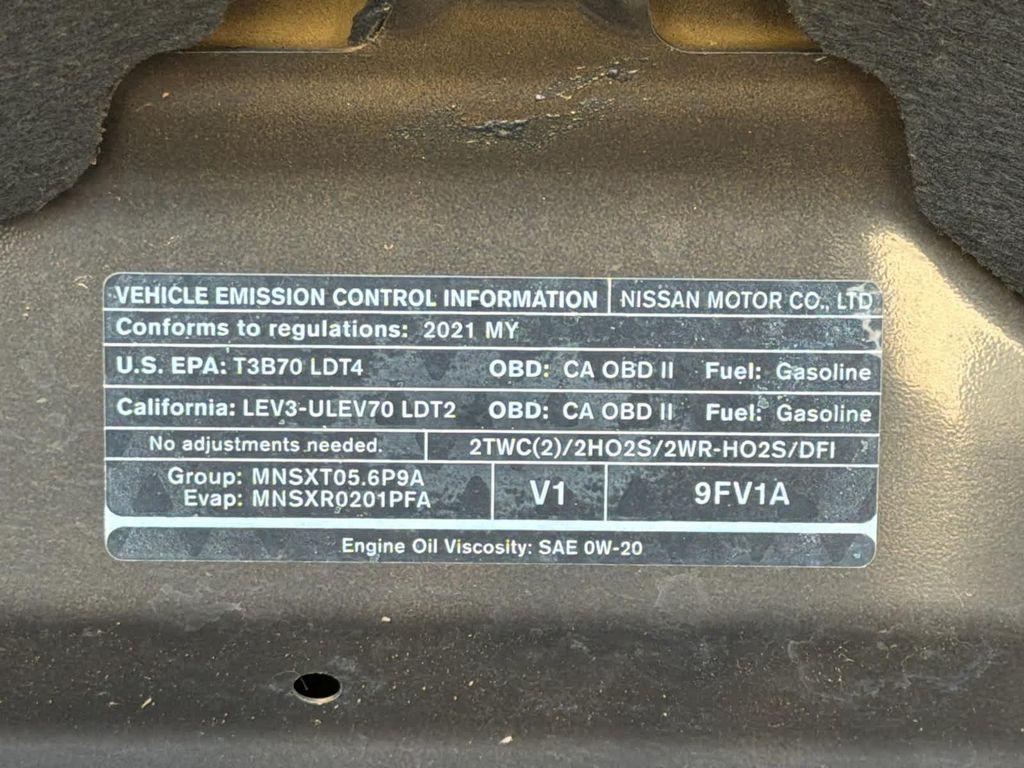 VEHICLE EMISSION CONTROL INFORMATION NISSAN MOTOR CO., LTD
Conforms to regulations: 2021 MY
U.S. EPA: T3B70 LDT4 OBD: CA OBD II Fuel: Gasoline
California: LEV3-ULEV70 LDT2 OBD: CA OBD II Fuel: Gasoline
No adjustments needed. 2TWC(2)/2HO2S/2WR-HO2S/DFI
Group: MNSXT05.6P9A
Evap: MNSXR0201PFA
V1 9FV1A
Engine Oil Viscosity: SAE 0W-20